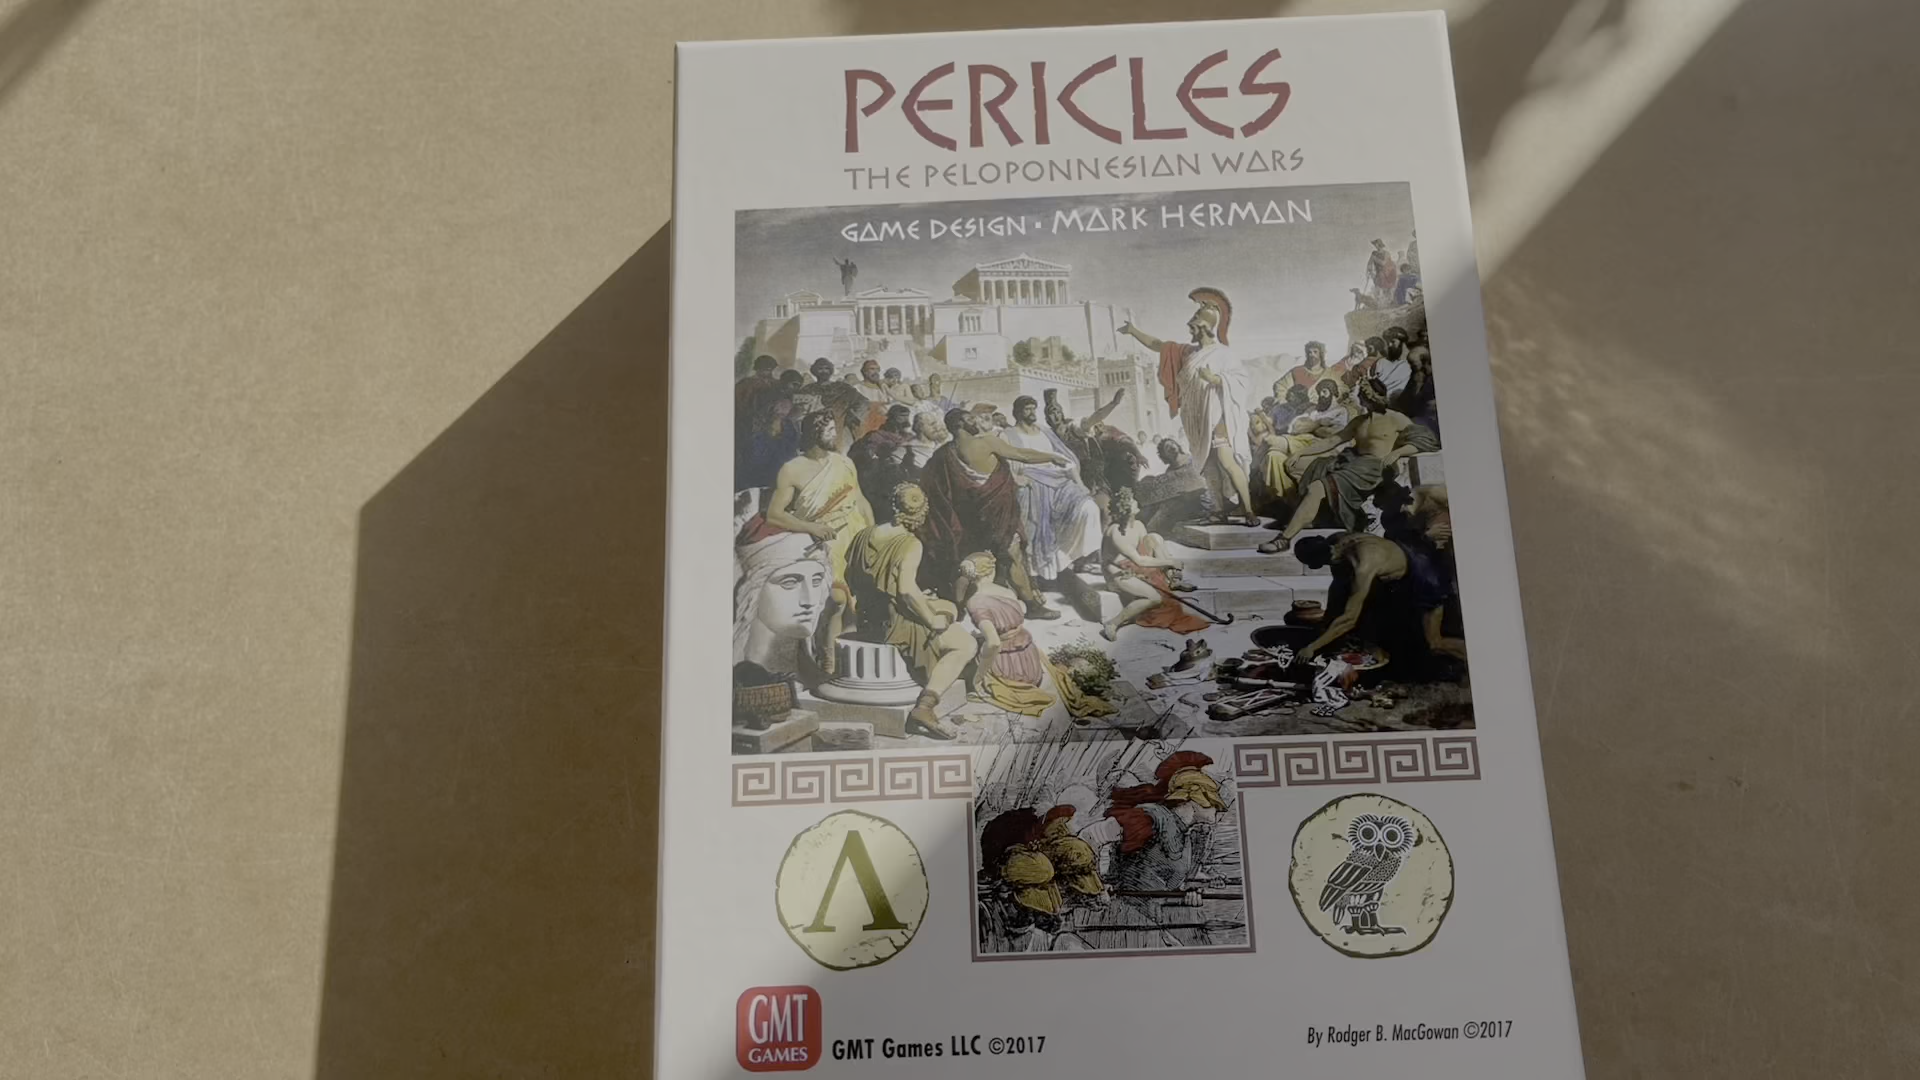 PERICLES
THE PELOPONNESIAN WARS
GAME DESIGN · MARK HERMAN
Λ
GMT
GAMES
GMT Games LLC ©2017
By Rodger B. MacGowan ©2017